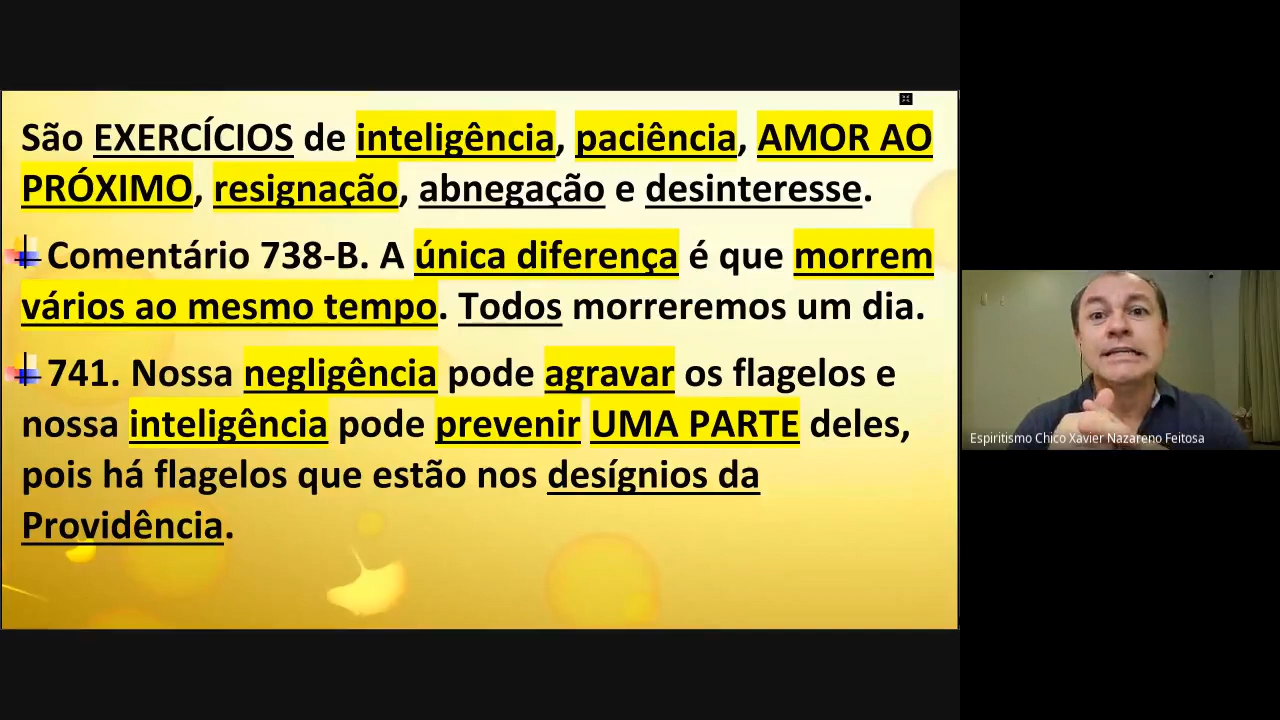 São EXERCÍCIOS de inteligência, paciência, AMOR AO
PRÓXIMO, resignação, abnegação e desinteresse.
Comentário 738-B. A única diferença é que morrem
vários ao mesmo tempo. Todos morreremos um dia.
741. Nossa negligência pode agravar os flagelos e
nossa inteligência pode prevenir UMA PARTE deles,
pois há flagelos que estão nos desígnios da
Providência.
Espiritismo Chico Xavier Nazareno Feitosa